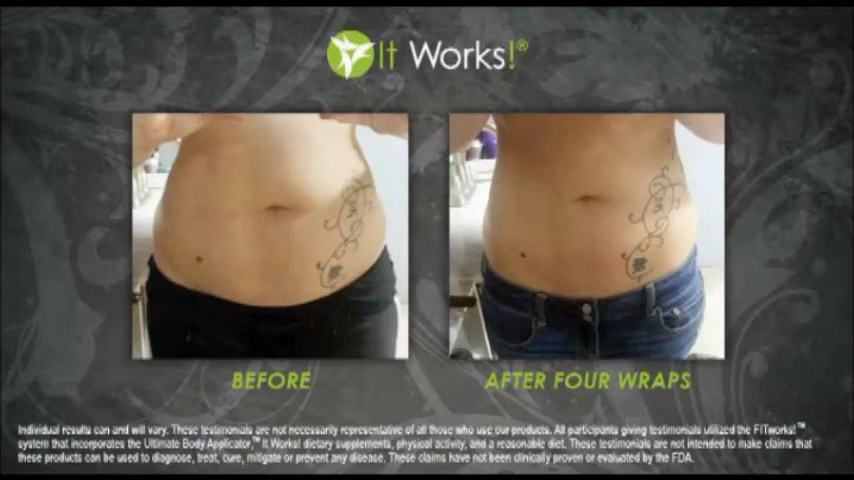 It Works!®
BEFORE
AFTER FOUR WRAPS
Individual results can and will vary. These testimonials are not necessarily representative of all those who use our products. All participants giving testimonials utilized the FITworks!™
system that incorporates the Ultimate Body Applicator,™ It Works! dietary supplements, physical activity, and a reasonable diet. These testimonials are not intended to make claims that
these products can be used to diagnose, treat, cure, mitigate or prevent any disease. These claims have not been clinically proven or evaluated by the FDA.